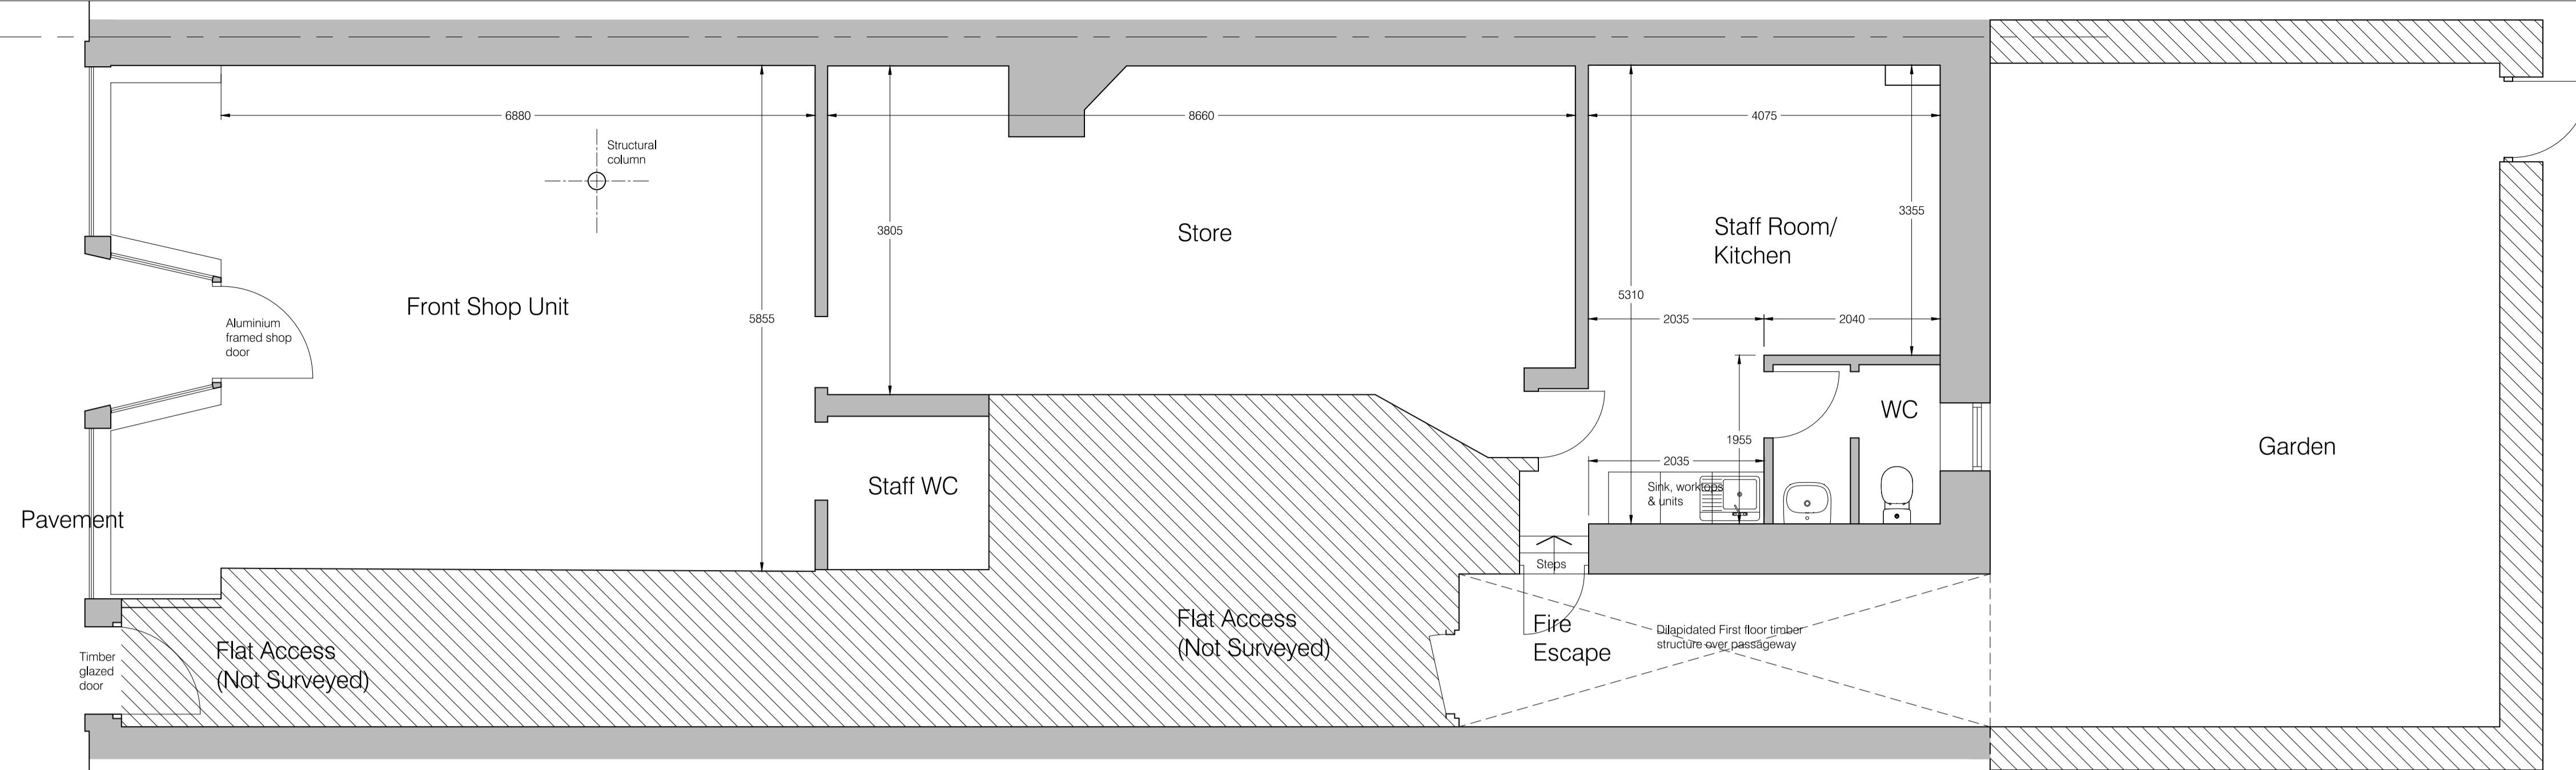 6880
8660
4075
Structural
column
3805
Store
Staff Room/
Kitchen
3355
Front Shop Unit
5855
5310
2035
2040
Aluminium
framed shop
door
WC
1955
Garden
2035
Staff WC
Sink, worktops
& units
Pavement
Steps
Flat Access
(Not Surveyed)
Fire
Escape
Dilapidated First floor timber
structure over passageway
Timber
glazed
door
Flat Access
(Not Surveyed)